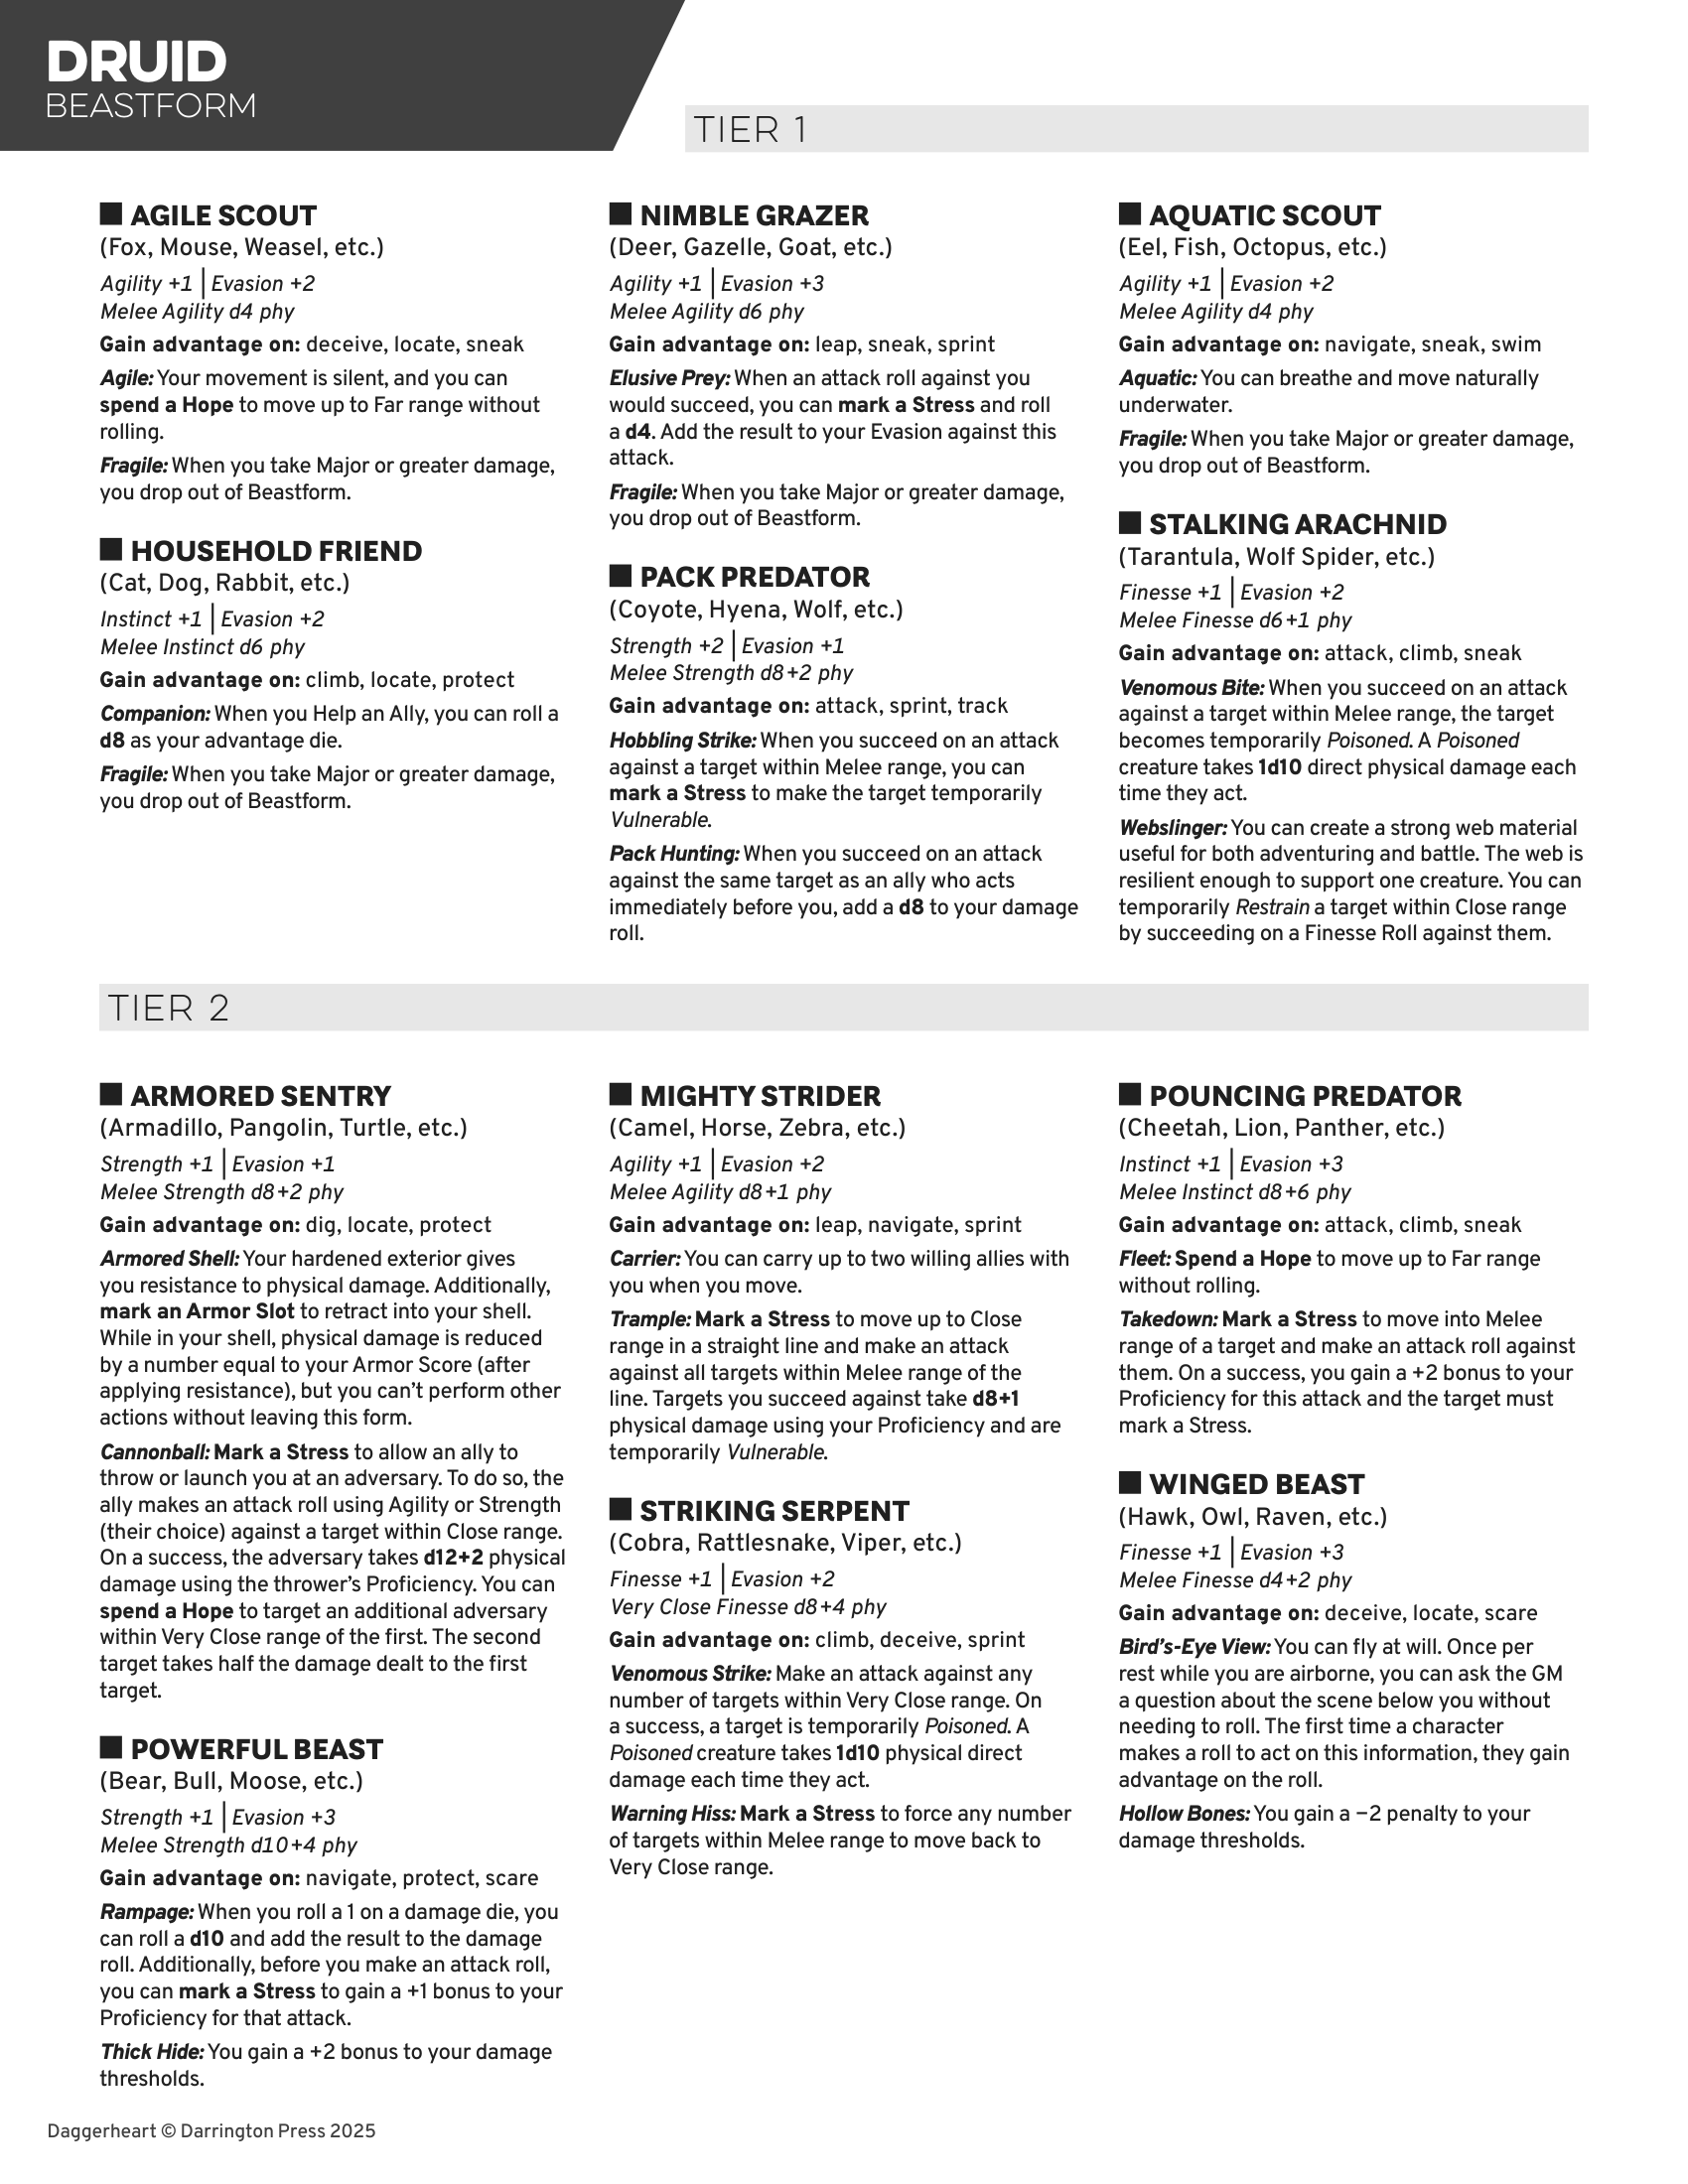 DRUID
BEASTFORM
TIER 1
■ AGILE SCOUT
(Fox, Mouse, Weasel, etc.)
Agility +1 | Evasion +2
Melee Agility d4 phy
Gain advantage on: deceive, locate, sneak
Agile: Your movement is silent, and you can
spend a Hope to move up to Far range without
rolling.
Fragile: When you take Major or greater damage,
you drop out of Beastform.
■ HOUSEHOLD FRIEND
(Cat, Dog, Rabbit, etc.)
Instinct +1 | Evasion +2
Melee Instinct d6 phy
Gain advantage on: climb, locate, protect
Companion: When you Help an Ally, you can roll a
d8 as your advantage die.
Fragile: When you take Major or greater damage,
you drop out of Beastform.
■ NIMBLE GRAZER
(Deer, Gazelle, Goat, etc.)
Agility +1 | Evasion +3
Melee Agility d6 phy
Gain advantage on: leap, sneak, sprint
Elusive Prey: When an attack roll against you
would succeed, you can mark a Stress and roll
a d4. Add the result to your Evasion against this
attack.
Fragile: When you take Major or greater damage,
you drop out of Beastform.
■ PACK PREDATOR
(Coyote, Hyena, Wolf, etc.)
Strength +2 | Evasion +1
Melee Strength d8+2 phy
Gain advantage on: attack, sprint, track
Hobbling Strike: When you succeed on an attack
against a target within Melee range, you can
mark a Stress to make the target temporarily
Vulnerable.
Pack Hunting: When you succeed on an attack
against the same target as an ally who acts
immediately before you, add a d8 to your damage
roll.
■ AQUATIC SCOUT
(Eel, Fish, Octopus, etc.)
Agility +1 | Evasion +2
Melee Agility d4 phy
Gain advantage on: navigate, sneak, swim
Aquatic: You can breathe and move naturally
underwater.
Fragile: When you take Major or greater damage,
you drop out of Beastform.
■ STALKING ARACHNID
(Tarantula, Wolf Spider, etc.)
Finesse +1 | Evasion +2
Melee Finesse d6+1 phy
Gain advantage on: attack, climb, sneak
Venomous Bite: When you succeed on an attack
against a target within Melee range, the target
becomes temporarily Poisoned. A Poisoned
creature takes 1d10 direct physical damage each
time they act.
Webslinger: You can create a strong web material
useful for both adventuring and battle. The web is
resilient enough to support one creature. You can
temporarily Restrain a target within Close range
by succeeding on a Finesse Roll against them.
TIER 2
■ ARMORED SENTRY
(Armadillo, Pangolin, Turtle, etc.)
Strength +1 | Evasion +1
Melee Strength d8+2 phy
Gain advantage on: dig, locate, protect
Armored Shell: Your hardened exterior gives
you resistance to physical damage. Additionally,
mark an Armor Slot to retract into your shell.
While in your shell, physical damage is reduced
by a number equal to your Armor Score (after
applying resistance), but you can’t perform other
actions without leaving this form.
Cannonball: Mark a Stress to allow an ally to
throw or launch you at an adversary. To do so, the
ally makes an attack roll using Agility or Strength
(their choice) against a target within Close range.
On a success, the adversary takes d12+2 physical
damage using the thrower’s Proficiency. You can
spend a Hope to target an additional adversary
within Very Close range of the first. The second
target takes half the damage dealt to the first
target.
■ POWERFUL BEAST
(Bear, Bull, Moose, etc.)
Strength +1 | Evasion +3
Melee Strength d10+4 phy
Gain advantage on: navigate, protect, scare
Rampage: When you roll a 1 on a damage die, you
can roll a d10 and add the result to the damage
roll. Additionally, before you make an attack roll,
you can mark a Stress to gain a +1 bonus to your
Proficiency for that attack.
Thick Hide: You gain a +2 bonus to your damage
thresholds.
■ MIGHTY STRIDER
(Camel, Horse, Zebra, etc.)
Agility +1 | Evasion +2
Melee Agility d8+1 phy
Gain advantage on: leap, navigate, sprint
Carrier: You can carry up to two willing allies with
you when you move.
Trample: Mark a Stress to move up to Close
range in a straight line and make an attack
against all targets within Melee range of the
line. Targets you succeed against take d8+1
physical damage using your Proficiency and are
temporarily Vulnerable.
■ STRIKING SERPENT
(Cobra, Rattlesnake, Viper, etc.)
Finesse +1 | Evasion +2
Very Close Finesse d8+4 phy
Gain advantage on: climb, deceive, sprint
Venomous Strike: Make an attack against any
number of targets within Very Close range. On
a success, a target is temporarily Poisoned. A
Poisoned creature takes 1d10 physical direct
damage each time they act.
Warning Hiss: Mark a Stress to force any number
of targets within Melee range to move back to
Very Close range.
■ POUNCING PREDATOR
(Cheetah, Lion, Panther, etc.)
Instinct +1 | Evasion +3
Melee Instinct d8+6 phy
Gain advantage on: attack, climb, sneak
Fleet: Spend a Hope to move up to Far range
without rolling.
Takedown: Mark a Stress to move into Melee
range of a target and make an attack roll against
them. On a success, you gain a +2 bonus to your
Proficiency for this attack and the target must
mark a Stress.
■ WINGED BEAST
(Hawk, Owl, Raven, etc.)
Finesse +1 | Evasion +3
Melee Finesse d4+2 phy
Gain advantage on: deceive, locate, scare
Bird’s-Eye View: You can fly at will. Once per
rest while you are airborne, you can ask the GM
a question about the scene below you without
needing to roll. The first time a character
makes a roll to act on this information, they gain
advantage on the roll.
Hollow Bones: You gain a −2 penalty to your
damage thresholds.
Daggerheart © Darrington Press 2025